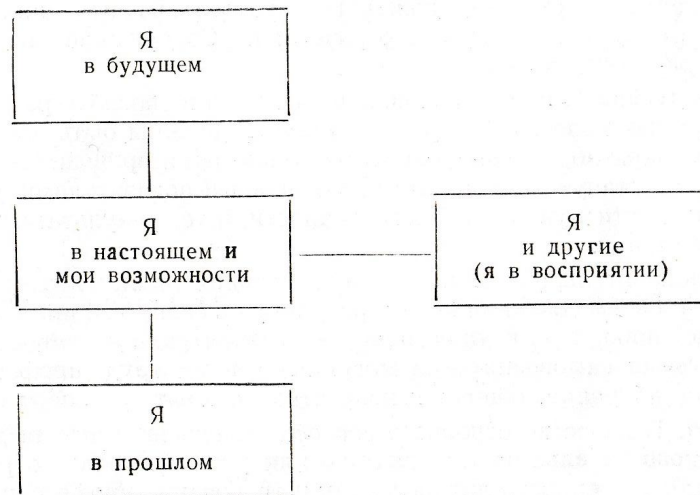 Я
в будущем
Я
в настоящем и
мои возможности
Я
и другие
(я в восприятии)
Я
в прошлом